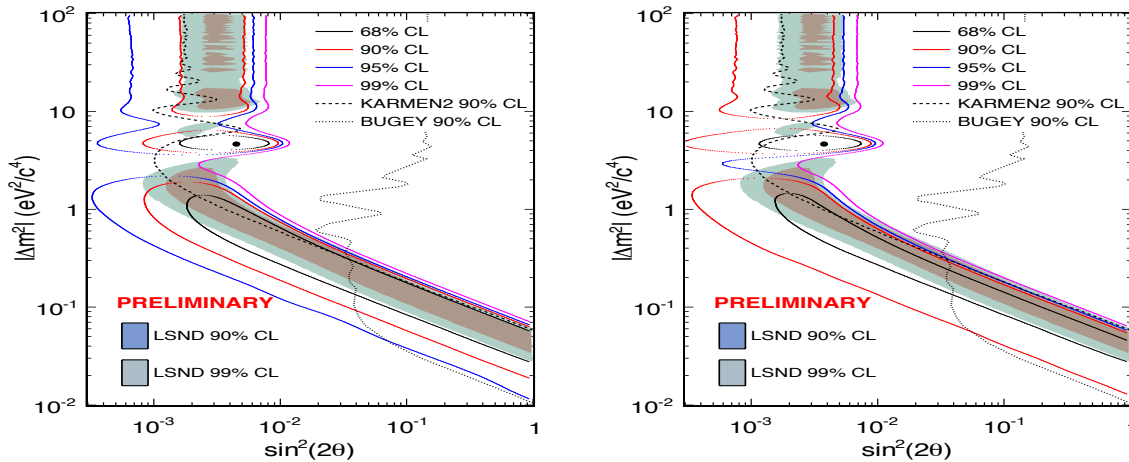 10²
10
1
10⁻¹
10⁻²
|Δm²| (eV²/c⁴)
68% CL
90% CL
95% CL
99% CL
KARMEN2 90% CL
BUGEY 90% CL
PRELIMINARY
LSND 90% CL
LSND 99% CL
10⁻³ 10⁻² 10⁻¹ 1
sin²(2θ)
10²
10
1
10⁻¹
10⁻²
|Δm²| (eV²/c⁴)
68% CL
90% CL
95% CL
99% CL
KARMEN2 90% CL
BUGEY 90% CL
PRELIMINARY
LSND 90% CL
LSND 99% CL
10⁻³ 10⁻² 10⁻¹ 1
sin²(2θ)